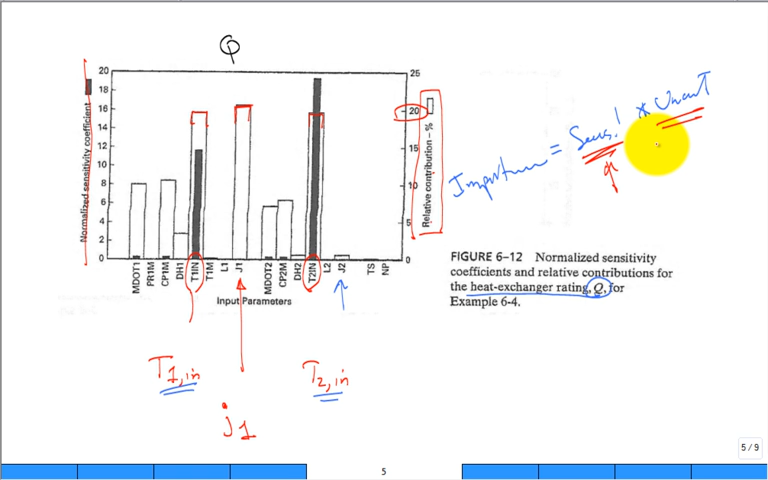 Q
Normalized sensitivity coefficient
20
18
16
14
12
10
8
6
4
2
0
25
20
15
10
5
0
Relative contribution – %
MDOT1
PR1M
CP1M
DH1
T1IN
T1M
L1
J1
MDOT2
CP2M
DH2
T2IN
L2
J2
TS
NP
Input Parameters
Importance = Sens! * Uncert
FIGURE 6–12 Normalized sensitivity
coefficients and relative contributions for
the heat-exchanger rating, Q, for
Example 6-4.
T1,in
T2,in
j1
5 / 9
5